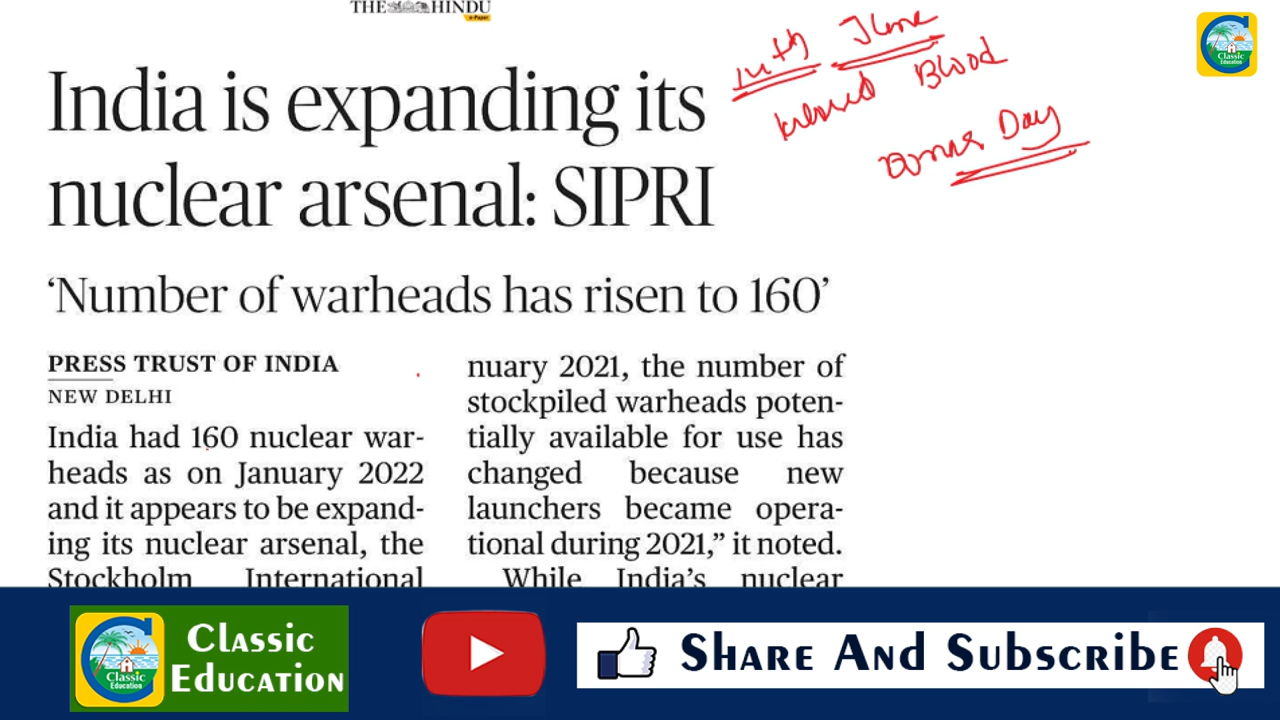 THE HINDU
e-Paper
India is expanding its
nuclear arsenal: SIPRI
‘Number of warheads has risen to 160’
PRESS TRUST OF INDIA
NEW DELHI
India had 160 nuclear war-
heads as on January 2022
and it appears to be expand-
ing its nuclear arsenal, the
Stockholm International
nuary 2021, the number of
stockpiled warheads poten-
tially available for use has
changed because new
launchers became opera-
tional during 2021,” it noted.
While India’s nuclear
14th June
Blood
Day
Classic
Education
Classic
Education
Classic
Education
Share And Subscribe